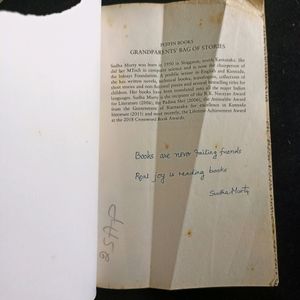 PUFFIN BOOKS
GRANDPARENTS' BAG OF STORIES
Sudha Murty was born in 1950 in Shiggaon, north Karnataka. She
did her MTech in computer science and is now the chairperson of
the Infosys Foundation. A prolific writer in English and Kannada,
she has written novels, technical books, travelogues, collections of
short stories and non-fictional pieces and several bestselling titles for
children. Her books have been translated into all the major Indian
languages. Sudha Murty is the recipient of the R.K. Narayan Award
for Literature (2006), the Padma Shri (2006), the Attimabbe Award
from the Government of Karnataka for excellence in Kannada
literature (2011) and most recently, the Lifetime Achievement Award
at the 2018 Crossword Book Awards.
Books are never failing friends
Real joy is reading books
Sudha Murty